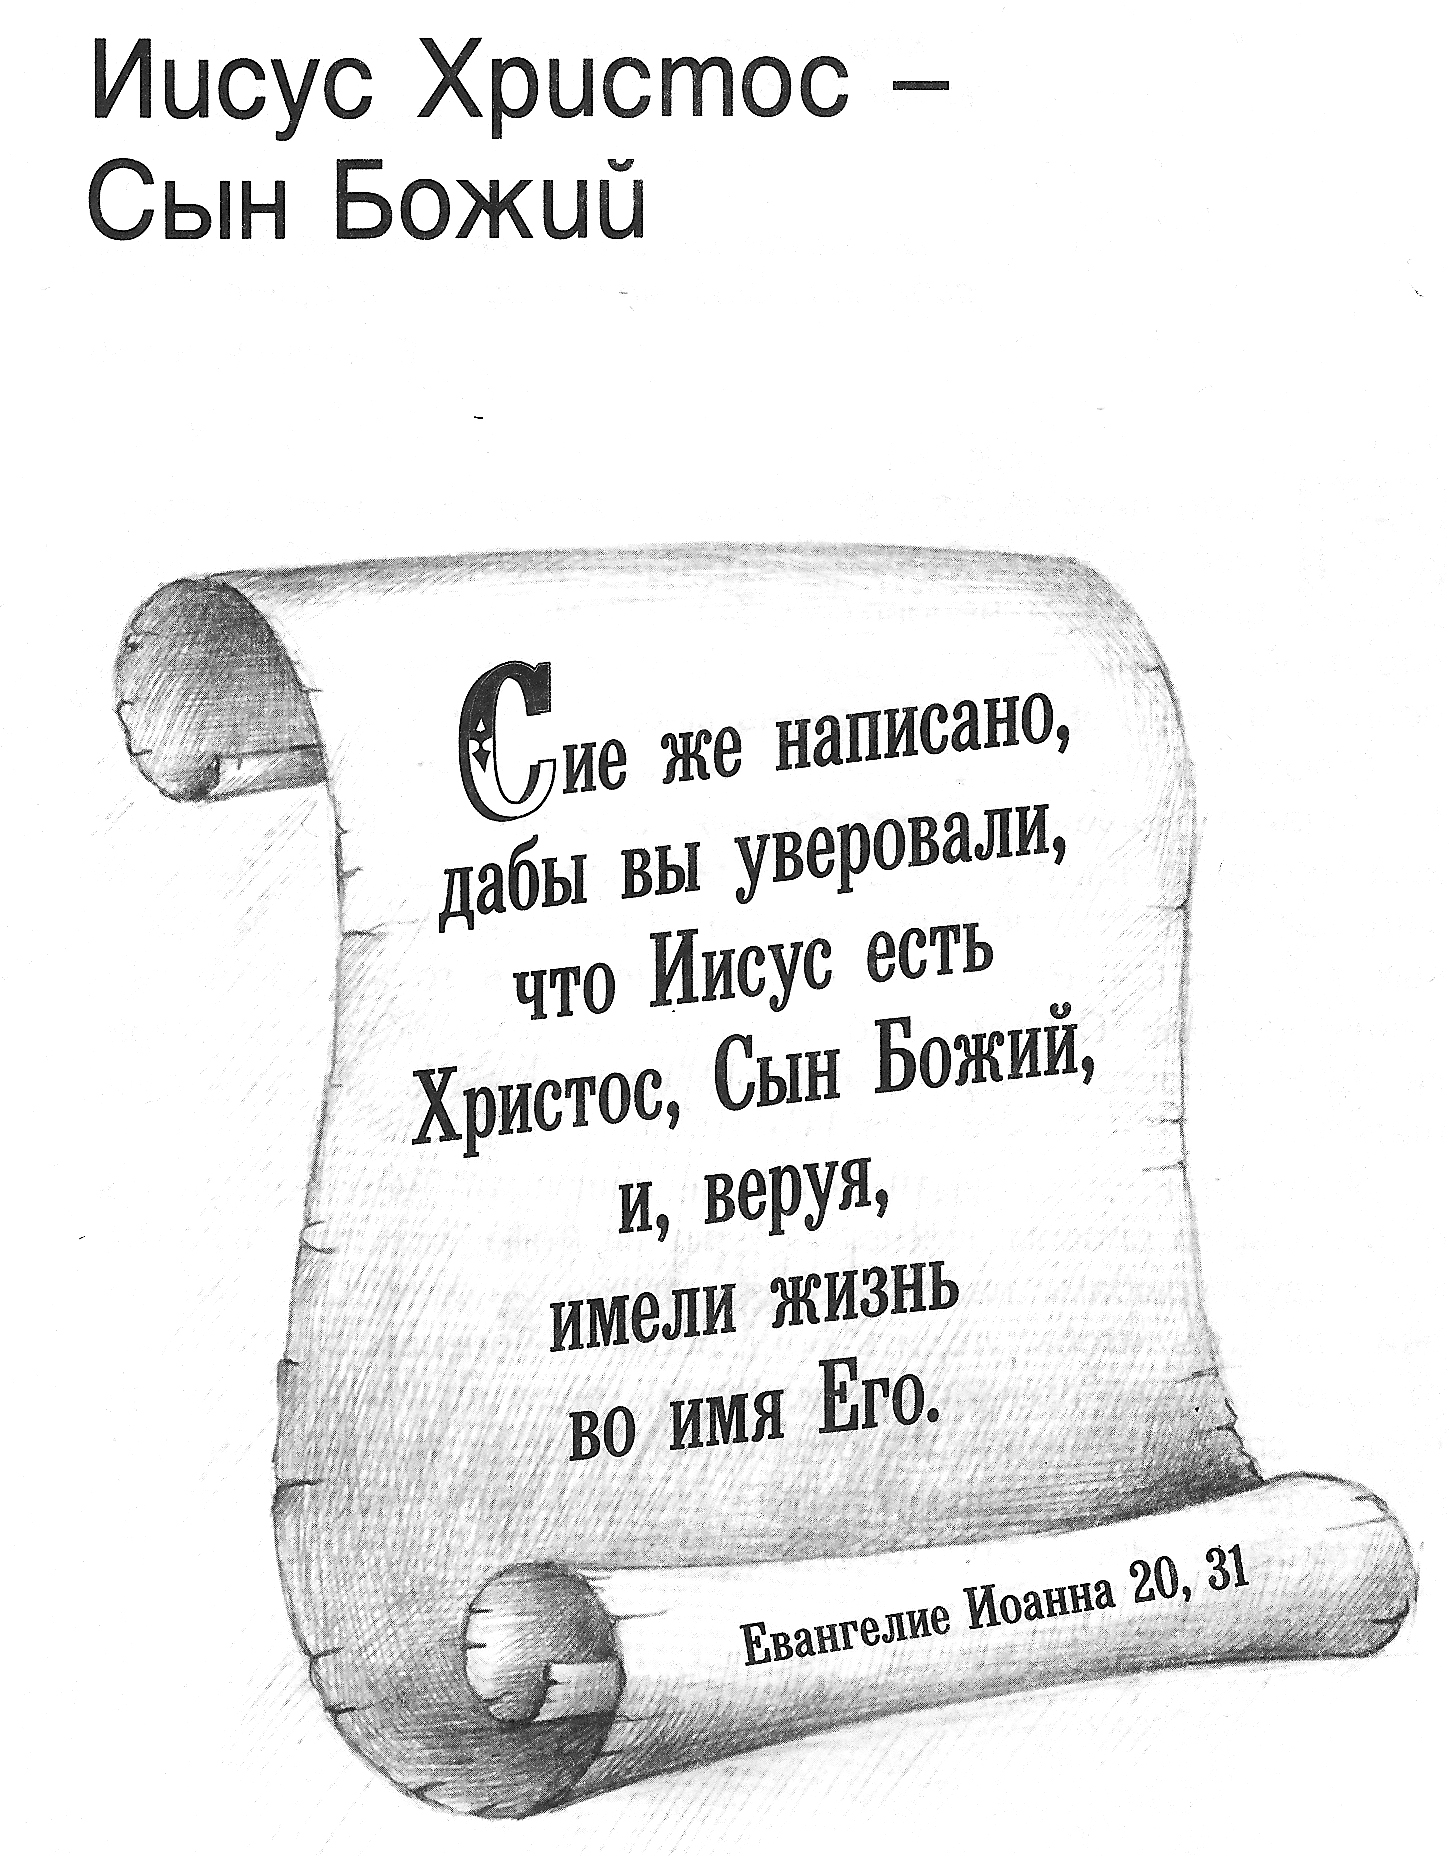 Иисус Христос –
Сын Божий
Сие же написано,
дабы вы уверовали,
что Иисус есть
Христос, Сын Божий,
и, веруя,
имели жизнь
во имя Его.
Евангелие Иоанна 20, 31